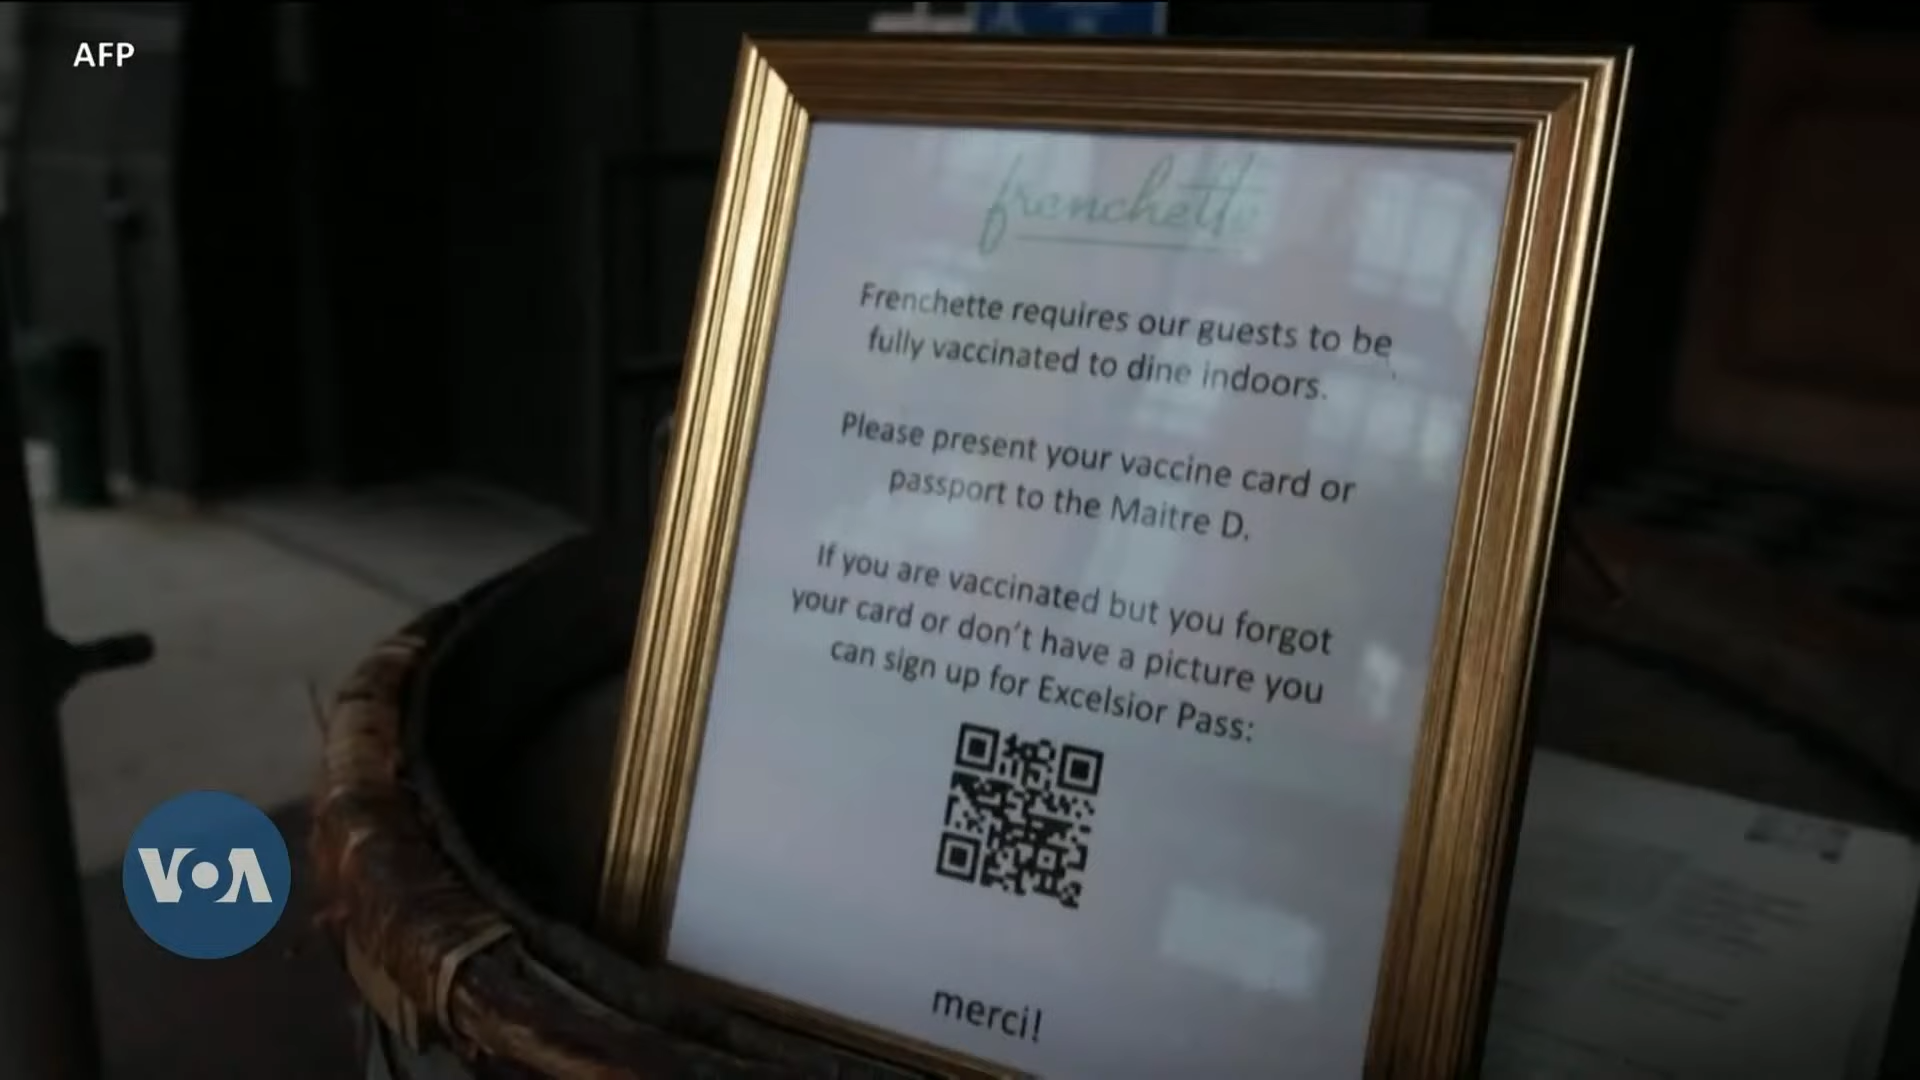 AFP
frenchette
Frenchette requires our guests to be
fully vaccinated to dine indoors.
Please present your vaccine card or
passport to the Maitre D.
If you are vaccinated but you forgot
your card or don't have a picture you
can sign up for Excelsior Pass:
VOA
merci!